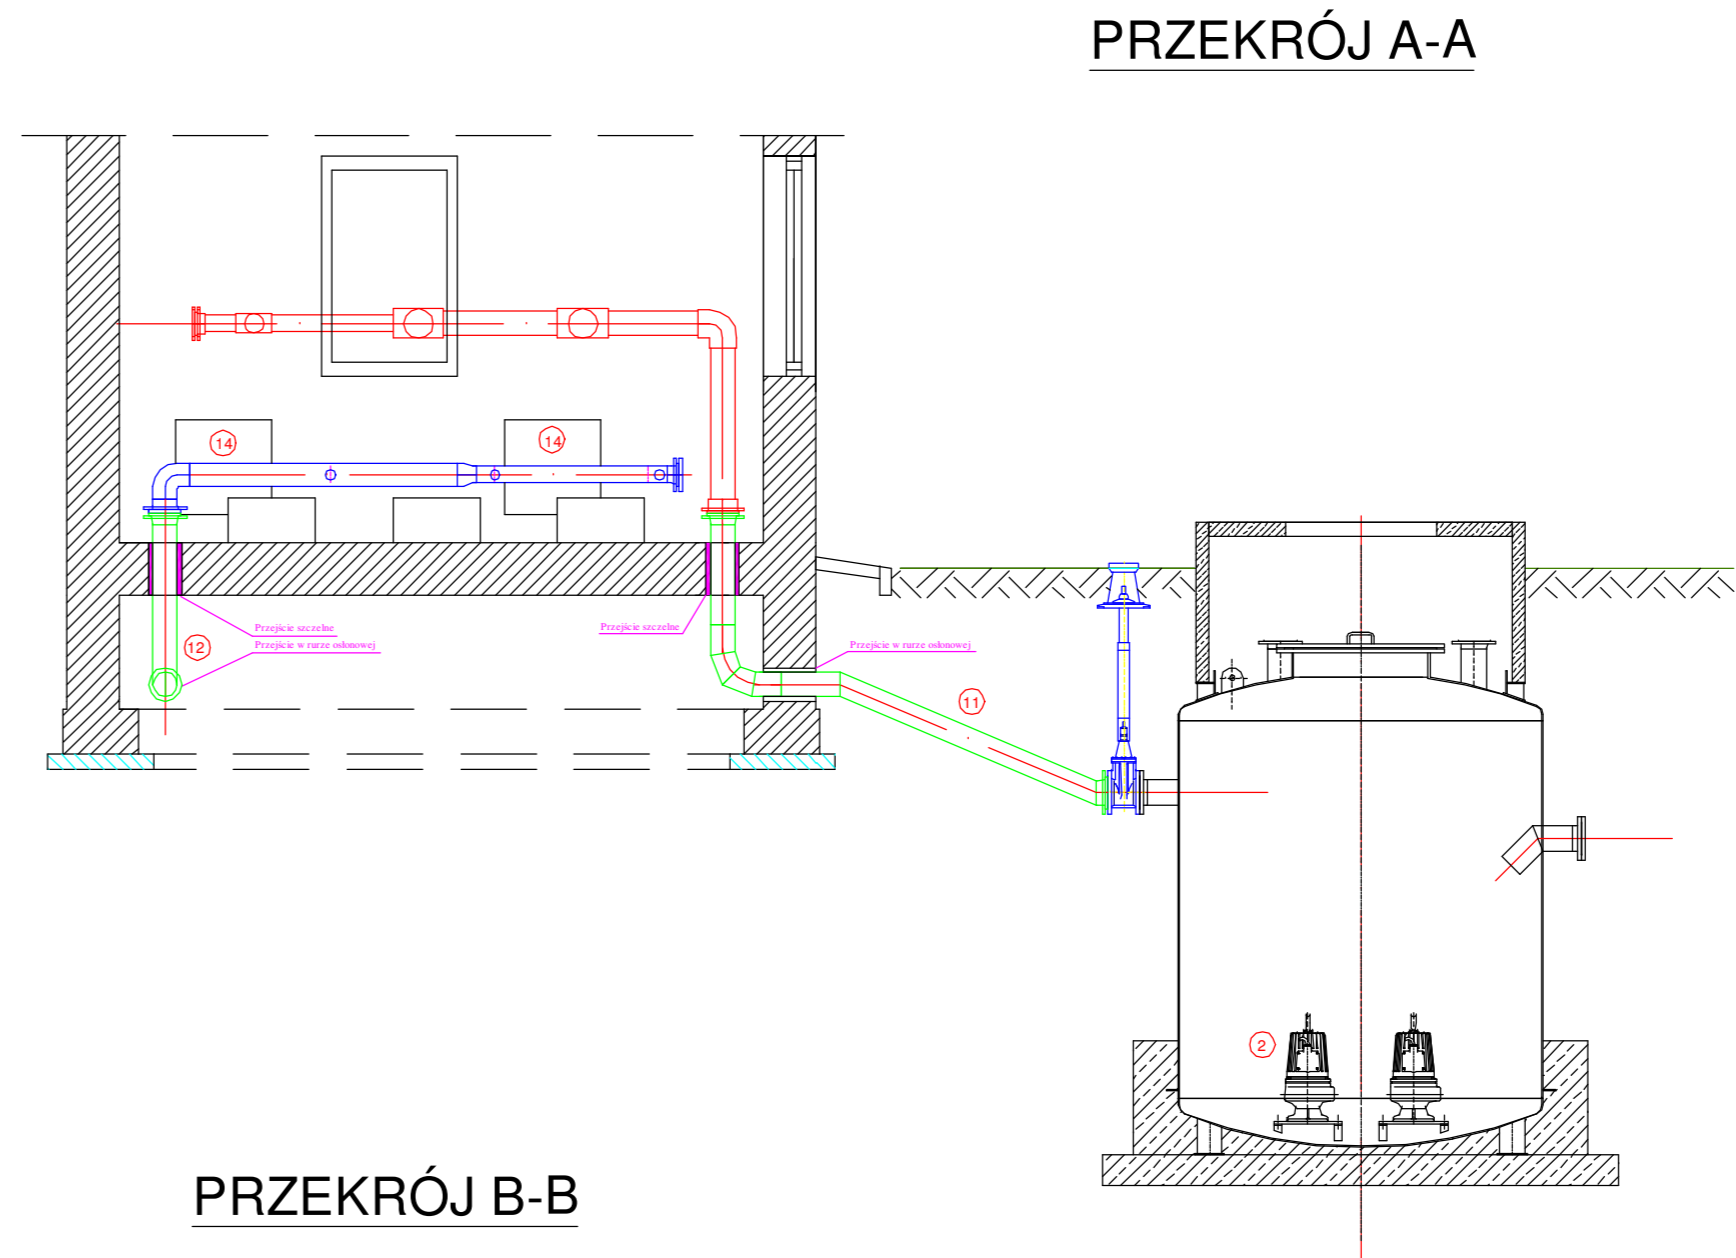 PRZEKRÓJ A-A
14
14
Przejście szczelne
Przejście szczelne
12
Przejście w rurze osłonowej
Przejście w rurze osłonowej
11
2
PRZEKRÓJ B-B